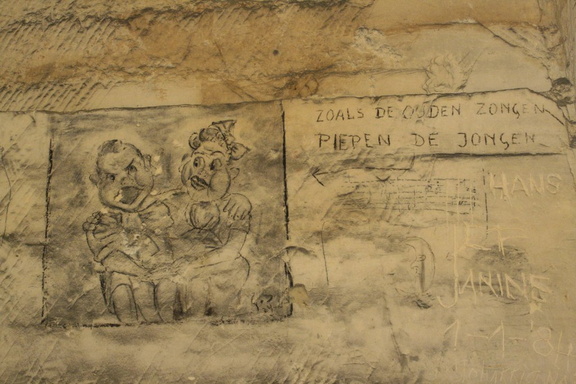 ZOALS DE OUDEN ZONGEN
PIEPEN DE JONGEN
HANS
JANINE